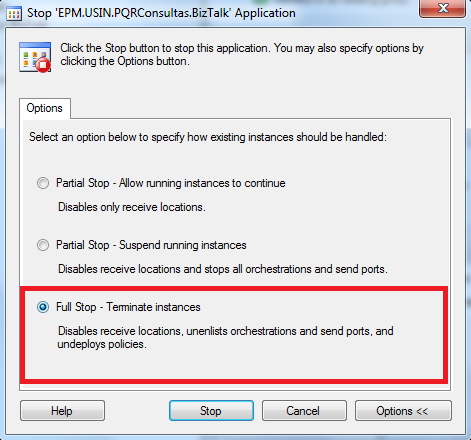 Stop 'EPM.USIN.PQRConsultas.BizTalk' Application
Click the Stop button to stop this application. You may also specify options by
clicking the Options button.
Options
Select an option below to specify how existing instances should be handled:
Partial Stop - Allow running instances to continue
Disables only receive locations.
Partial Stop - Suspend running instances
Disables receive locations and stops all orchestrations and send ports.
Full Stop - Terminate instances
Disables receive locations, unenlists orchestrations and send ports, and
undeploys policies.
Help
Stop
Cancel
Options <<